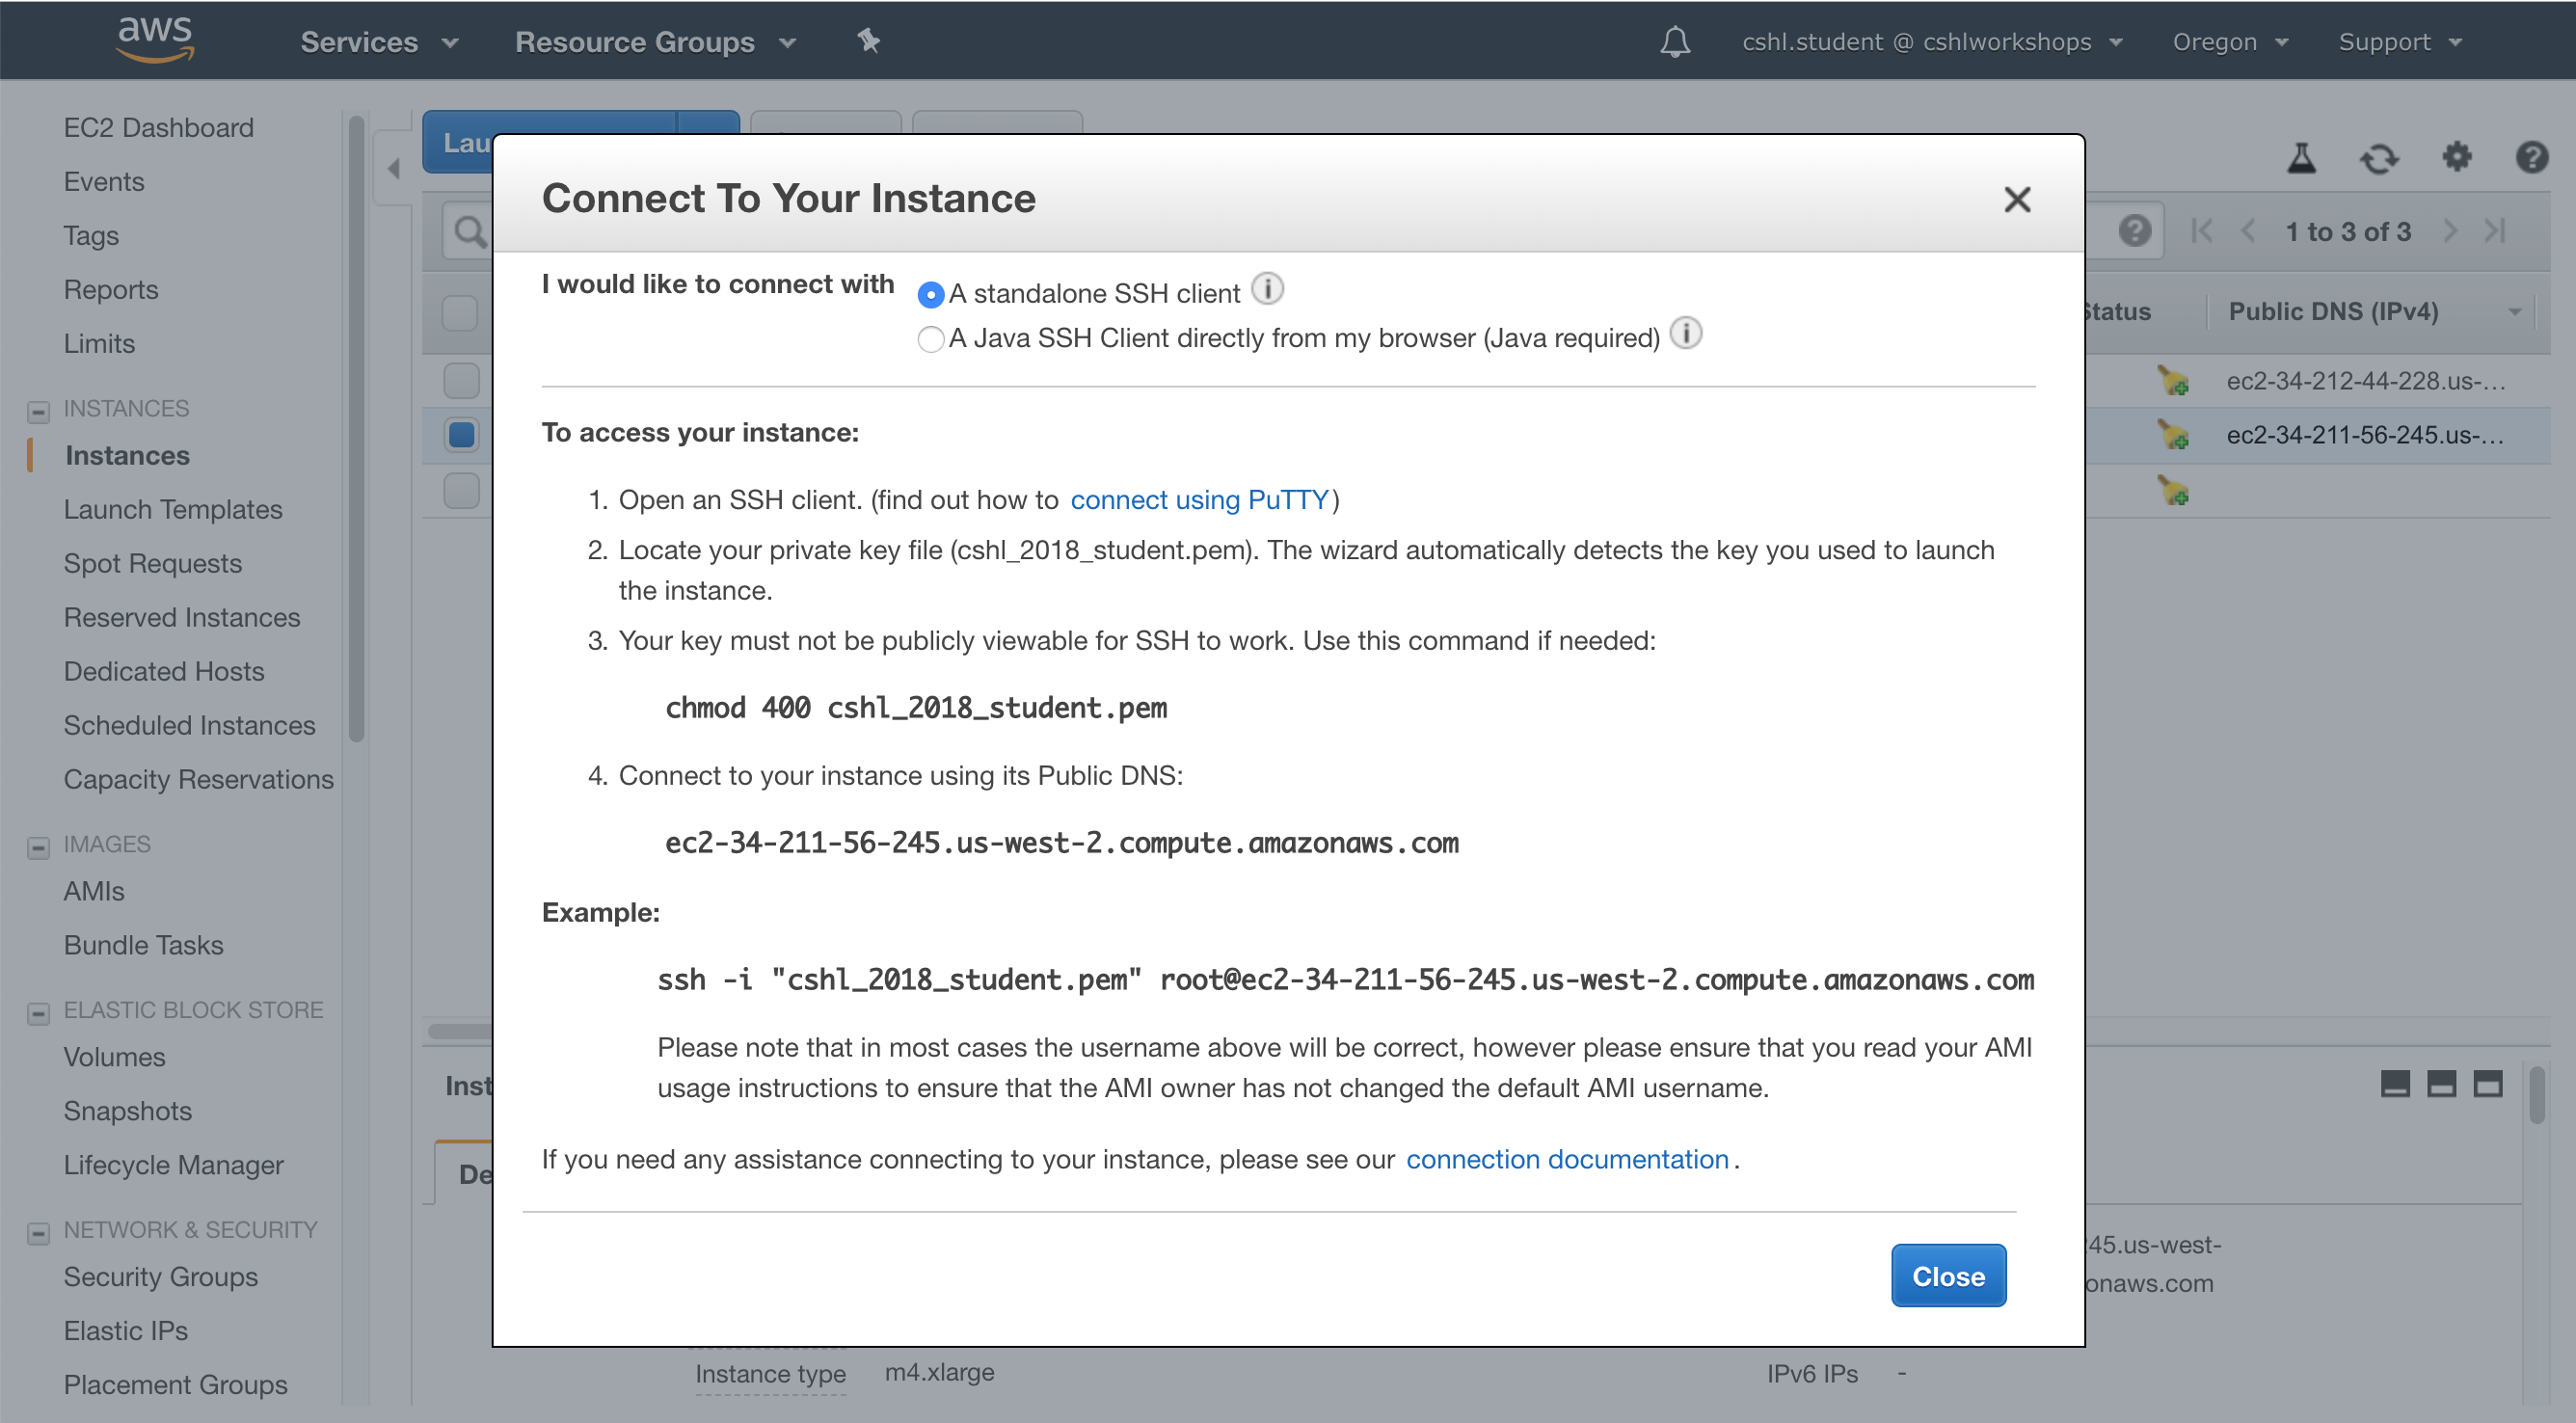 aws
Services
Resource Groups
cshl.student @ cshlworkshops
Oregon
Support
EC2 Dashboard
Events
Tags
Reports
Limits
INSTANCES
Instances
Launch Templates
Spot Requests
Reserved Instances
Dedicated Hosts
Scheduled Instances
Capacity Reservations
IMAGES
AMIs
Bundle Tasks
ELASTIC BLOCK STORE
Volumes
Snapshots
Lifecycle Manager
NETWORK & SECURITY
Security Groups
Elastic IPs
Placement Groups
Lau
1 to 3 of 3
Status
Public DNS (IPv4)
ec2-34-212-44-228.us-...
ec2-34-211-56-245.us-...
Connect To Your Instance
I would like to connect with
A standalone SSH client
A Java SSH Client directly from my browser (Java required)
To access your instance:
1. Open an SSH client. (find out how to connect using PuTTY)
2. Locate your private key file (cshl_2018_student.pem). The wizard automatically detects the key you used to launch
the instance.
3. Your key must not be publicly viewable for SSH to work. Use this command if needed:
chmod 400 cshl_2018_student.pem
4. Connect to your instance using its Public DNS:
ec2-34-211-56-245.us-west-2.compute.amazonaws.com
Example:
ssh -i "cshl_2018_student.pem" root@ec2-34-211-56-245.us-west-2.compute.amazonaws.com
Please note that in most cases the username above will be correct, however please ensure that you read your AMI
usage instructions to ensure that the AMI owner has not changed the default AMI username.
If you need any assistance connecting to your instance, please see our connection documentation.
Close
Inst
De
245.us-west-
onaws.com
Instance type m4.xlarge
IPv6 IPs -